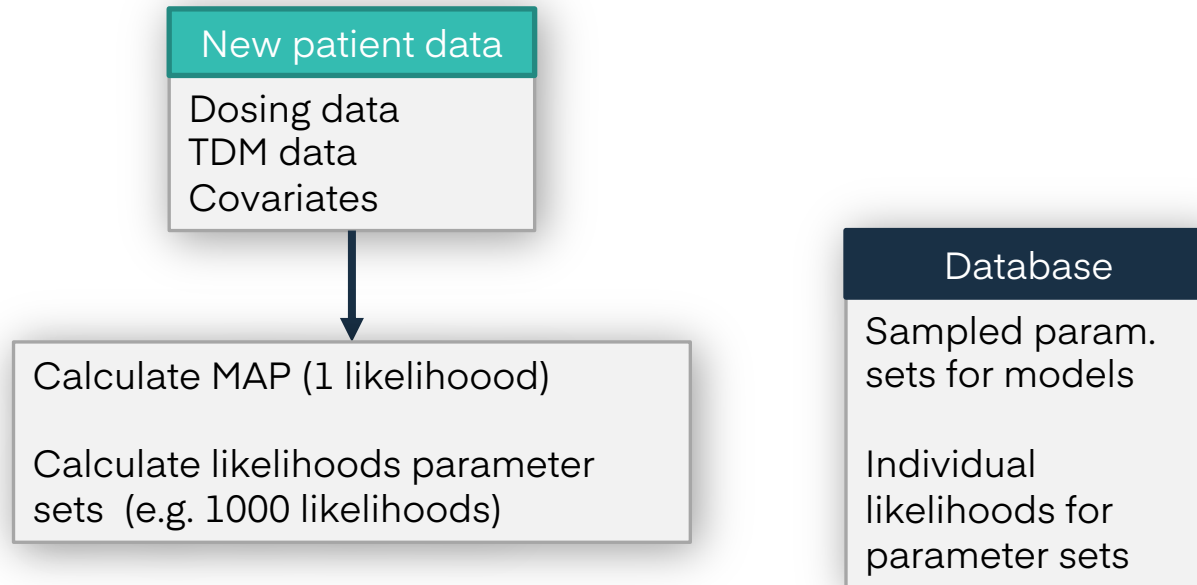 New patient data
Dosing data
TDM data
Covariates
Calculate MAP (1 likelihoood)
Calculate likelihoods parameter
sets (e.g. 1000 likelihoods)
Database
Sampled param.
sets for models
Individual
likelihoods for
parameter sets